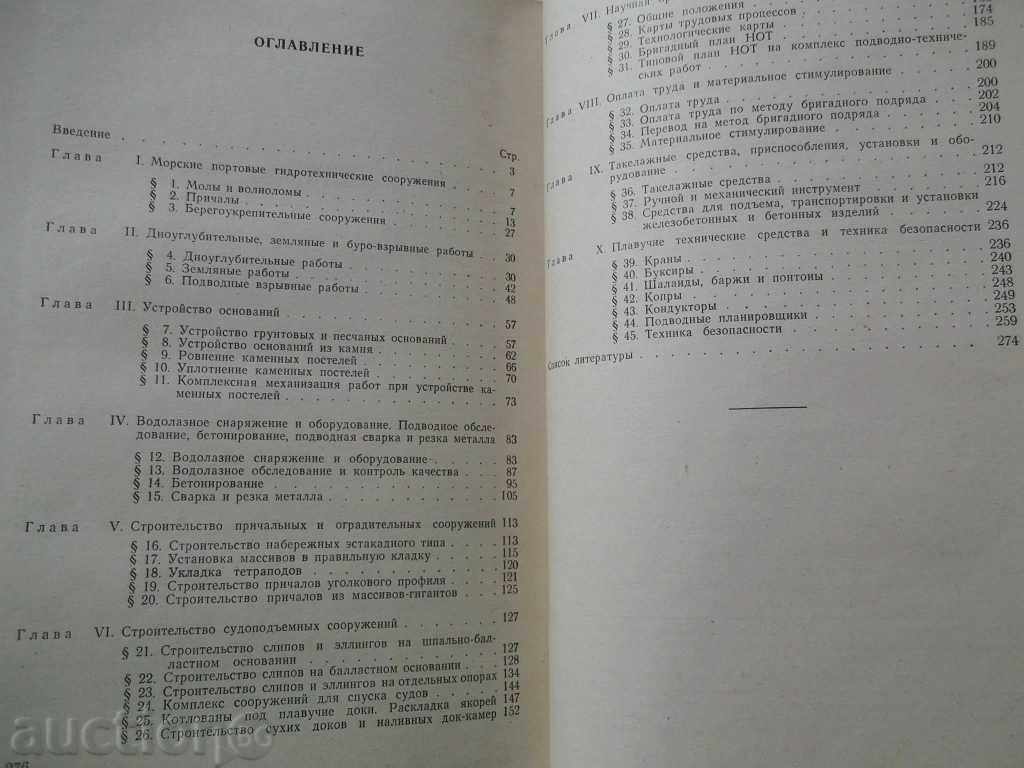 ОГЛАВЛЕНИЕ
Стр.
Введение 3
Глава I. Морские портовые гидротехнические сооружения 7
§ 1. Молы и волноломы 7
§ 2. Причалы 13
§ 3. Берегоукрепительные сооружения 27
Глава II. Дноуглубительные, земляные и буро-взрывные работы 30
§ 4. Дноуглубительные работы 30
§ 5. Земляные работы 42
§ 6. Подводные взрывные работы 48
Глава III. Устройство оснований 57
§ 7. Устройство грунтовых и песчаных оснований 57
§ 8. Устройство оснований из камня 62
§ 9. Ровнение каменных постелей 66
§ 10. Уплотнение каменных постелей 70
§ 11. Комплексная механизация работ при устройстве ка-
менных постелей 73
Глава IV. Водолазное снаряжение и оборудование. Подводное обсле-
дование, бетонирование, подводная сварка и резка металла 83
§ 12. Водолазное снаряжение и оборудование 83
§ 13. Водолазное обследование и контроль качества 87
§ 14. Бетонирование 95
§ 15. Сварка и резка металла 105
Глава V. Строительство причальных и оградительных сооружений 113
§ 16. Строительство набережных эстакадного типа 113
§ 17. Установка массивов в правильную кладку 115
§ 18. Укладка тетраподов 120
§ 19. Строительство причалов уголкового профиля 121
§ 20. Строительство причалов из массивов-гигантов 125
Глава VI. Строительство судоподъемных сооружений 127
§ 21. Строительство слипов и эллингов на шпально-бал-
ластном основании 127
§ 22. Строительство слипов на балластном основании 128
§ 23. Строительство слипов и эллингов на отдельных опорах 134
§ 24. Комплекс сооружений для спуска судов 144
§ 25. Котлованы под плавучие доки. Раскладка якорей 147
§ 26. Строительство сухих доков и наливных док-камер 152
276
Глава VII. Научная
§ 27. Общие положения
§ 28. Карты трудовых процессов 174
§ 29. Технологические карты 185
§ 30. Бригадный план НОТ
§ 31. Типовой план НОТ на комплекс подводно-техниче-
ских работ 189
Глава VIII. Оплата труда и материальное стимулирование 200
§ 32. Оплата труда 200
§ 33. Оплата труда по методу бригадного подряда 202
§ 34. Перевод на метод бригадного подряда 204
§ 35. Материальное стимулирование 210
Глава IX. Такелажные средства, приспособления, установки и обо-
рудование 212
§ 36. Такелажные средства 212
§ 37. Ручной и механический инструмент 216
§ 38. Средства для подъема, транспортировки и установки
железобетонных и бетонных изделий 224
Глава X. Плавучие технические средства и техника безопасности 236
§ 39. Краны 236
§ 40. Буксиры 240
§ 41. Шаланды, баржи и понтоны 243
§ 42. Копры 248
§ 43. Кондукторы 249
§ 44. Подводные планировщики 253
§ 45. Техника безопасности 259
Список литературы 274
auction